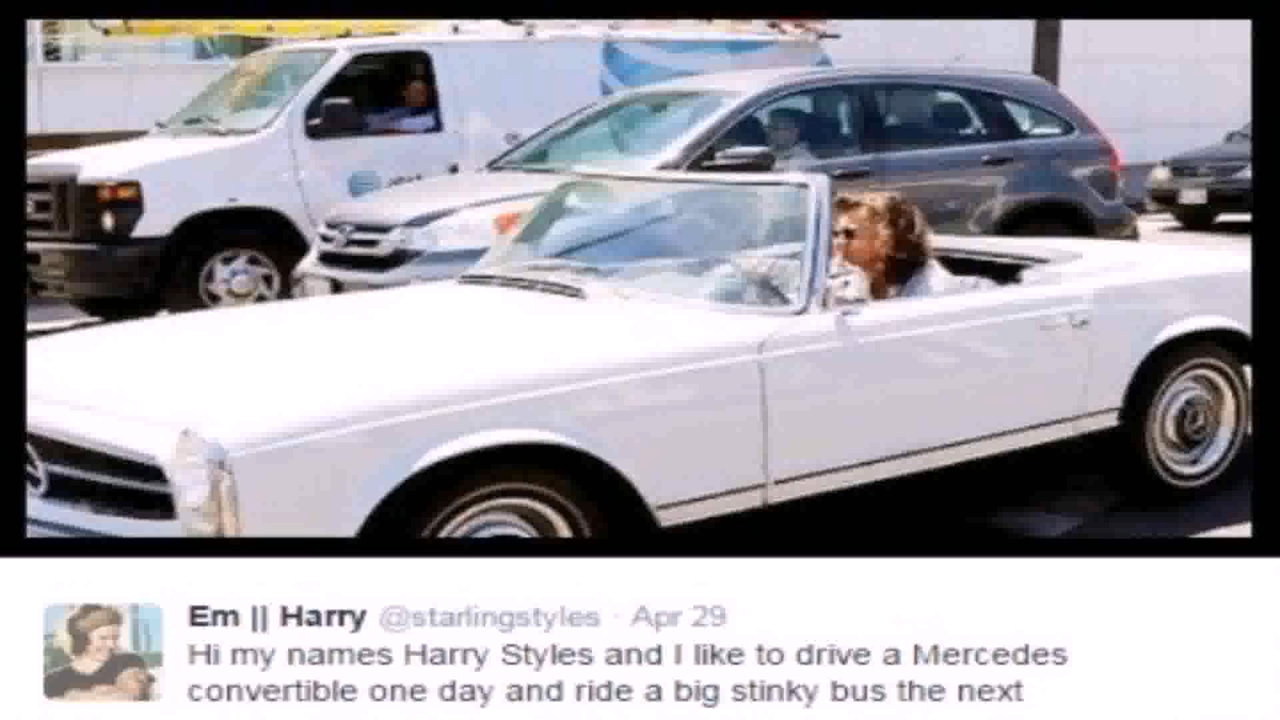 Em || Harry @starlingstyles · Apr 29
Hi my names Harry Styles and I like to drive a Mercedes
convertible one day and ride a big stinky bus the next